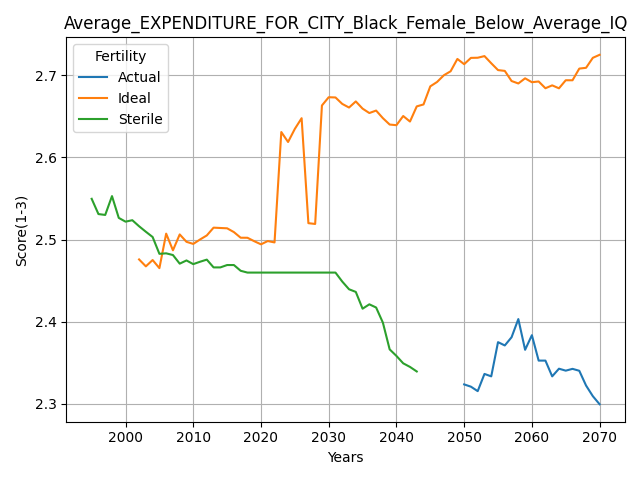 Average_EXPENDITURE_FOR_CITY_Black_Female_Below_Average_IQ
Fertility
Actual
Ideal
Sterile
Score(1-3)
2.7
2.6
2.5
2.4
2.3
2000 2010 2020 2030 2040 2050 2060 2070
Years